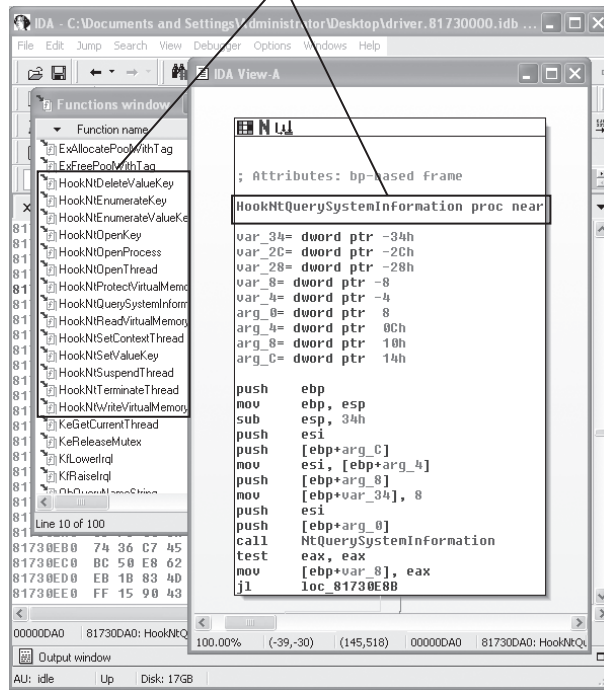 IDA - C:\Documents and Settings\Administrator\Desktop\driver.81730000.idb ...
File Edit Jump Search View Debugger Options Windows Help
Functions window
Function name
ExAllocatePoolWithTag
ExFreePoolWithTag
HookNtDeleteValueKey
HookNtEnumerateKey
HookNtEnumerateValueKe
HookNtOpenKey
HookNtOpenProcess
HookNtOpenThread
HookNtProtectVirtualMemo
HookNtQuerySystemInform
HookNtReadVirtualMemory
HookNtSetContextThread
HookNtSetValueKey
HookNtSuspendThread
HookNtTerminateThread
HookNtWriteVirtualMemory
KeGetCurrentThread
KeReleaseMutex
KfLowerIrql
KfRaiseIrql
ObQueryNameString
Line 10 of 100
81730EB0 74 36 C7 45
81730EC0 BC 50 E8 62
81730ED0 EB 1B 83 4D
81730EE0 FF 15 90 43
00000DA0 81730DA0: HookNtQ
IDA View-A
; Attributes: bp-based frame
HookNtQuerySystemInformation proc near
var_34= dword ptr -34h
var_2C= dword ptr -2Ch
var_28= dword ptr -28h
var_8= dword ptr -8
var_4= dword ptr -4
arg_0= dword ptr 8
arg_4= dword ptr 0Ch
arg_8= dword ptr 10h
arg_C= dword ptr 14h
push ebp
mov ebp, esp
sub esp, 34h
push esi
push [ebp+arg_C]
mov esi, [ebp+arg_4]
push [ebp+arg_8]
mov [ebp+var_34], 8
push esi
push [ebp+arg_0]
call NtQuerySystemInformation
test eax, eax
mov [ebp+var_8], eax
jl loc_81730E8B
100.00% (-39,-30) (145,518) 00000DA0 81730DA0: HookNtQu
Output window
AU: idle Up Disk: 17GB